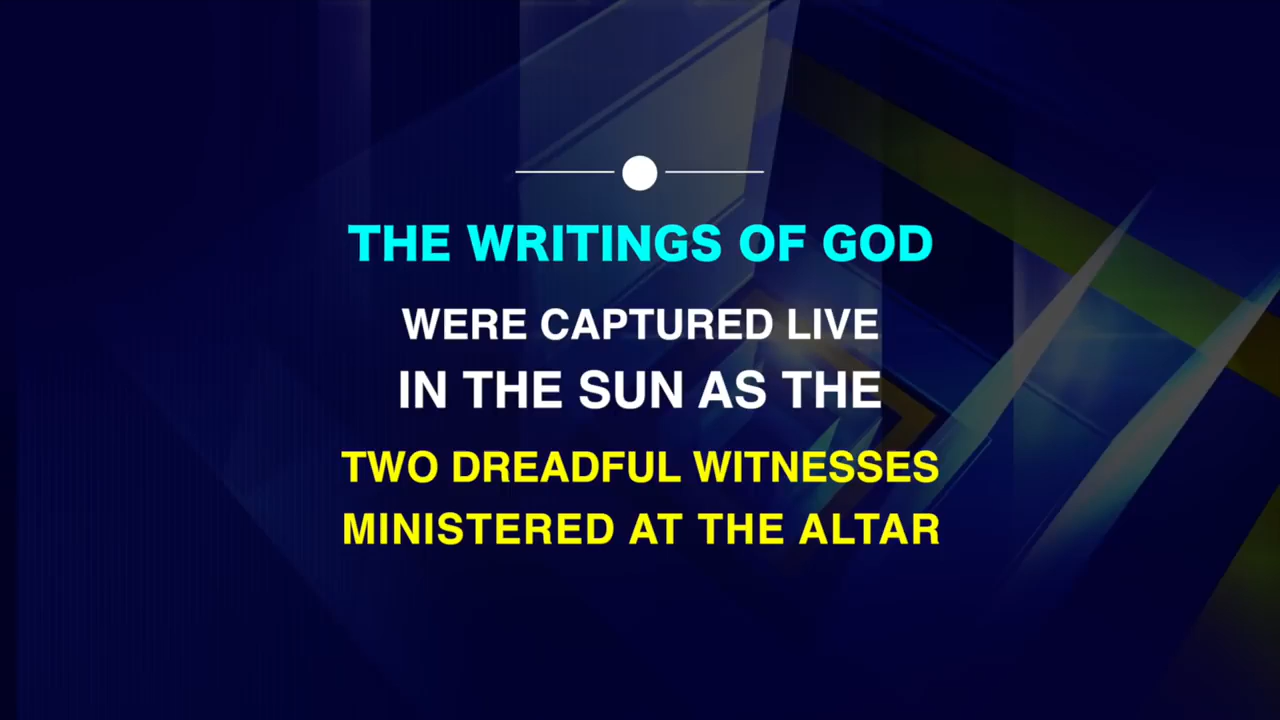 THE WRITINGS OF GOD
WERE CAPTURED LIVE
IN THE SUN AS THE
TWO DREADFUL WITNESSES
MINISTERED AT THE ALTAR